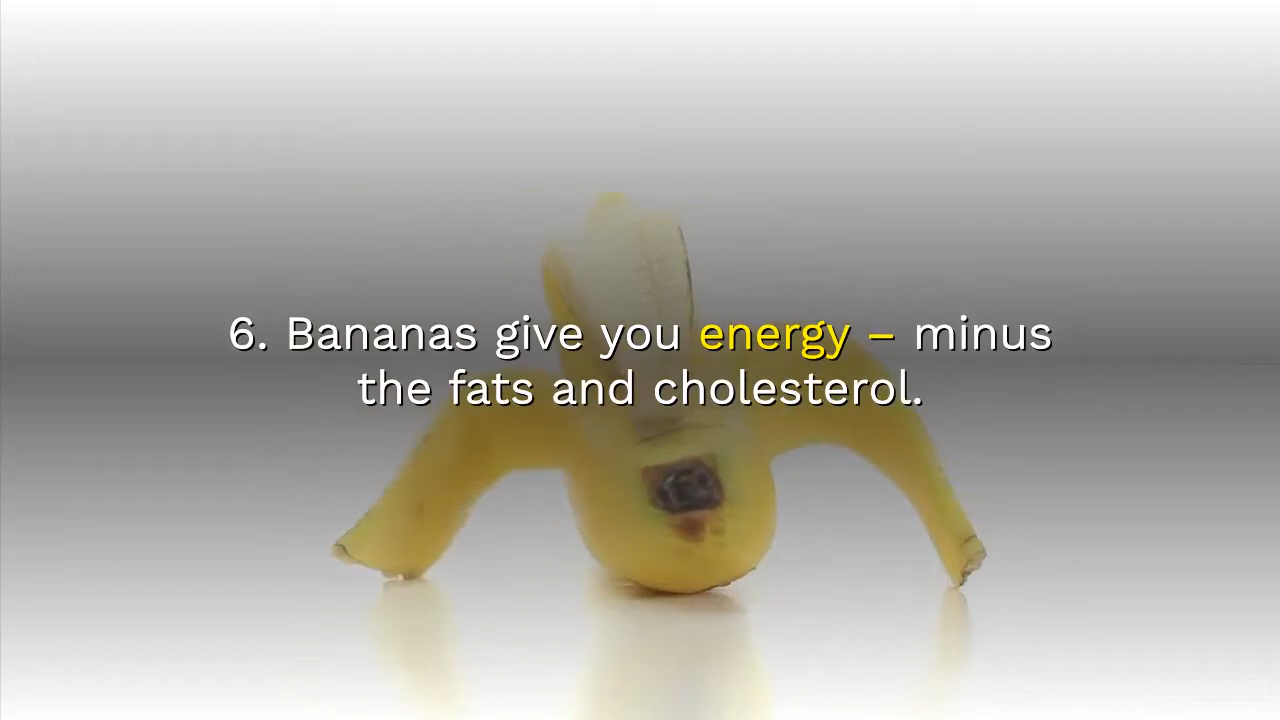 6. Bananas give you energy – minus
the fats and cholesterol.